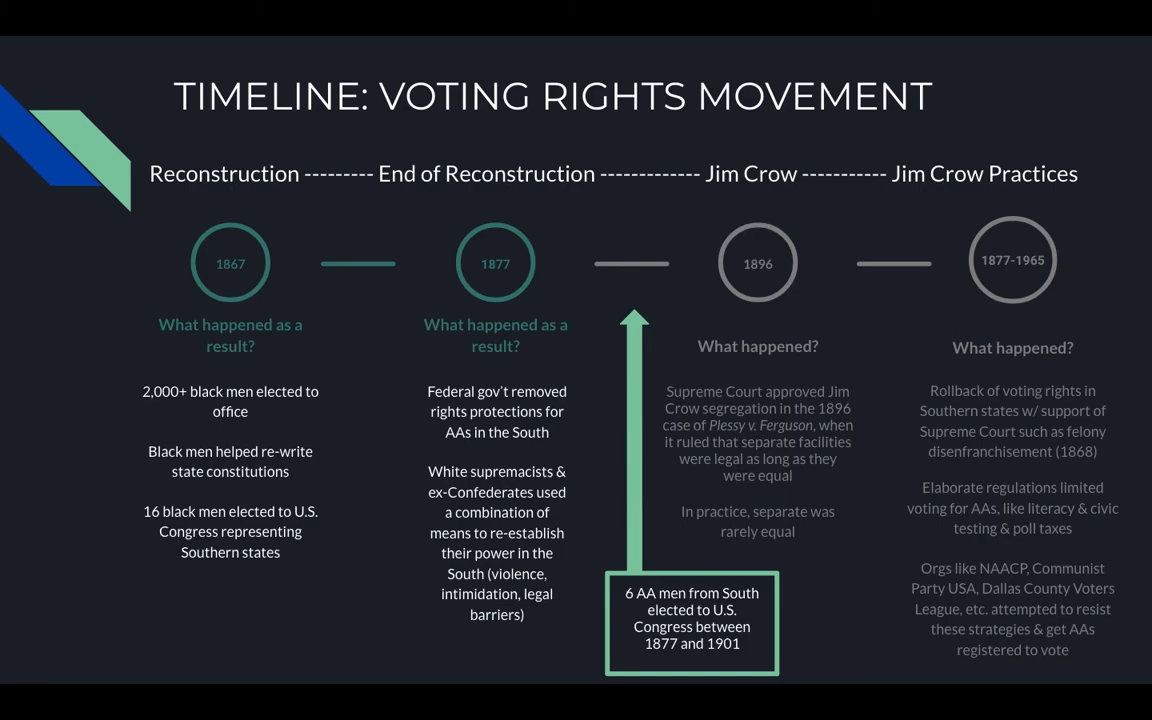 TIMELINE: VOTING RIGHTS MOVEMENT
Reconstruction --------- End of Reconstruction ------------- Jim Crow ----------- Jim Crow Practices
1867
What happened as a
result?
2,000+ black men elected to
office
Black men helped re-write
state constitutions
16 black men elected to U.S.
Congress representing
Southern states
1877
What happened as a
result?
Federal gov't removed
rights protections for
AAs in the South
White supremacists &
ex-Confederates used
a combination of
means to re-establish
their power in the
South (violence,
intimidation, legal
barriers)
6 AA men from South
elected to U.S.
Congress between
1877 and 1901
1896
What happened?
Supreme Court approved Jim
Crow segregation in the 1896
case of Plessy v. Ferguson, when
it ruled that separate facilities
were legal as long as they
were equal
In practice, separate was
rarely equal
1877-1965
What happened?
Rollback of voting rights in
Southern states w/ support of
Supreme Court such as felony
disenfranchisement (1868)
Elaborate regulations limited
voting for AAs, like literacy & civic
testing & poll taxes
Orgs like NAACP, Communist
Party USA, Dallas County Voters
League, etc. attempted to resist
these strategies & get AAs
registered to vote